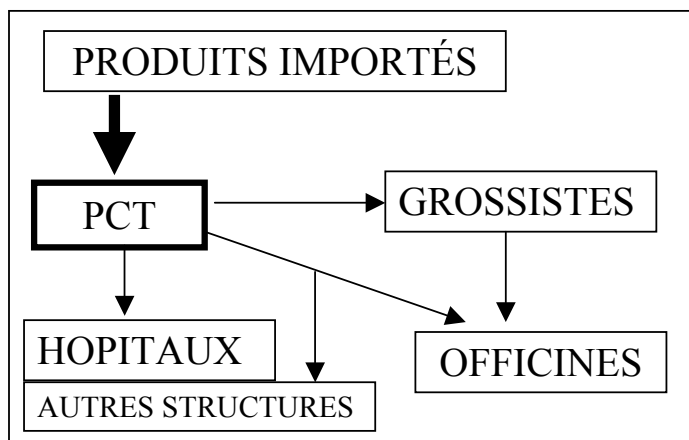 PRODUITS IMPORTÉS
PCT
GROSSISTES
HOPITAUX
OFFICINES
AUTRES STRUCTURES